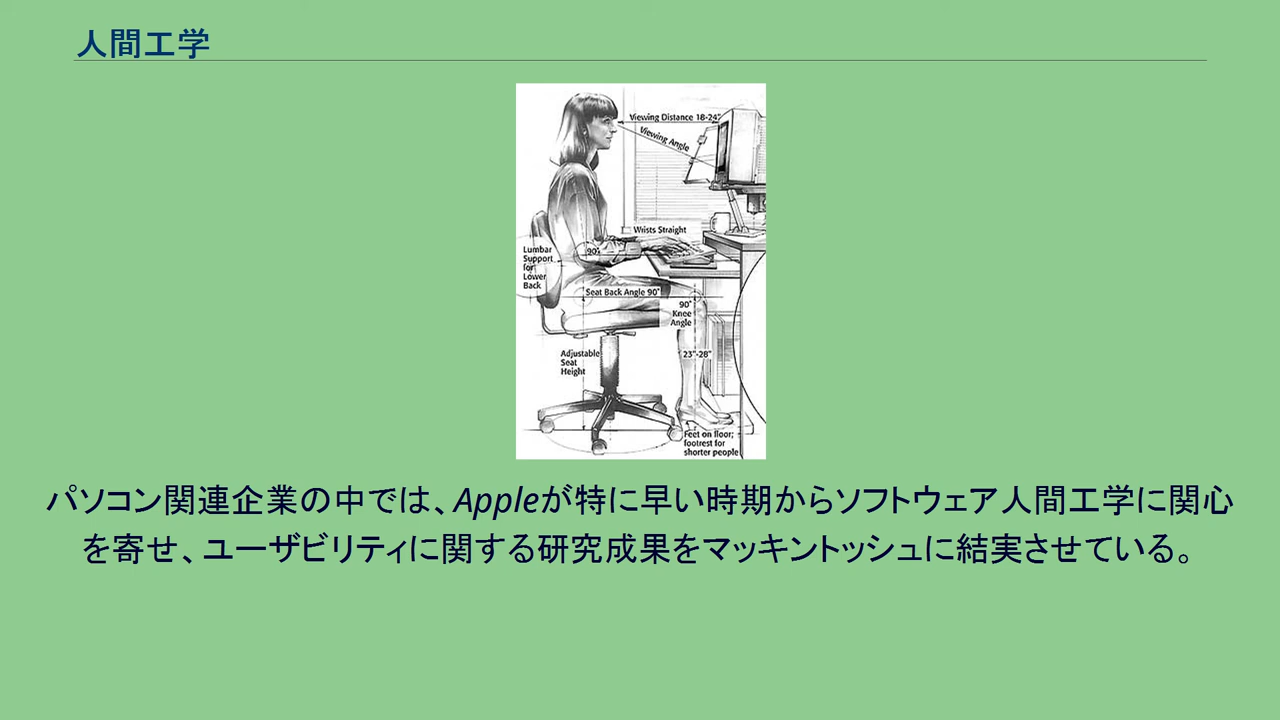 人間工学
Viewing Distance 18-24"
Viewing Angle
Wrists Straight
90°
Lumbar
Support
for
Lower
Back
Seat Back Angle 90°
90°
Knee
Angle
Adjustable
Seat
Height
23"-28"
Feet on floor;
footrest for
shorter people
パソコン関連企業の中では、Appleが特に早い時期からソフトウェア人間工学に関心
を寄せ、ユーザビリティに関する研究成果をマッキントッシュに結実させている。